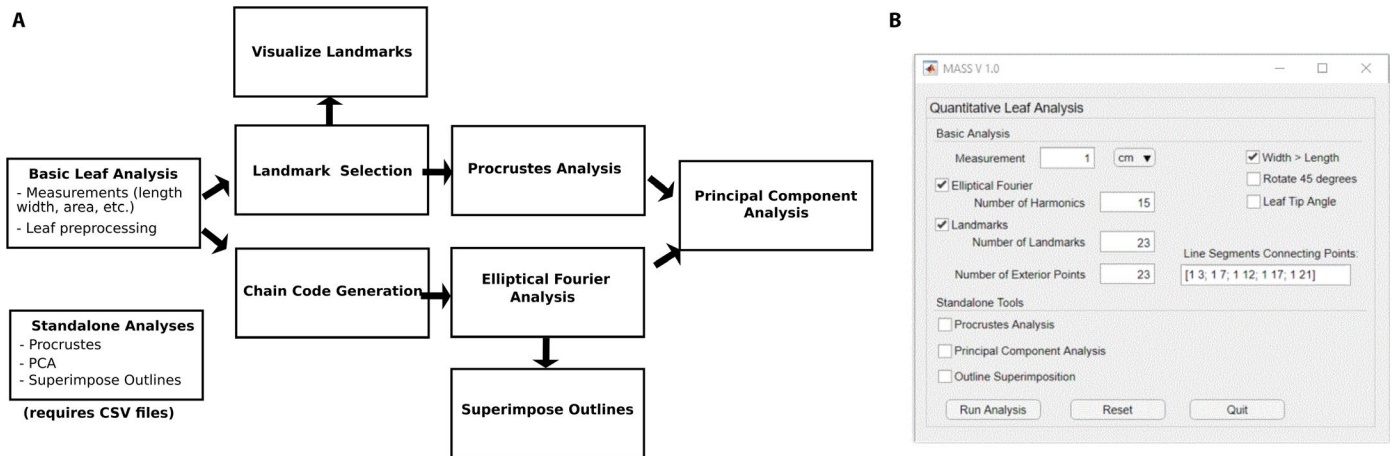 A
Visualize Landmarks
Basic Leaf Analysis
- Measurements (length
width, area, etc.)
- Leaf preprocessing
Landmark Selection
Procrustes Analysis
Principal Component
Analysis
Chain Code Generation
Elliptical Fourier
Analysis
Superimpose Outlines
Standalone Analyses
- Procrustes
- PCA
- Superimpose Outlines
(requires CSV files)
B
MASS V 1.0
Quantitative Leaf Analysis
Basic Analysis
Measurement 1 cm
Width > Length
Rotate 45 degrees
Leaf Tip Angle
Elliptical Fourier
Number of Harmonics 15
Landmarks
Number of Landmarks 23
Number of Exterior Points 23
Line Segments Connecting Points:
[1 3; 1 7; 1 12; 1 17; 1 21]
Standalone Tools
Procrustes Analysis
Principal Component Analysis
Outline Superimposition
Run Analysis Reset Quit